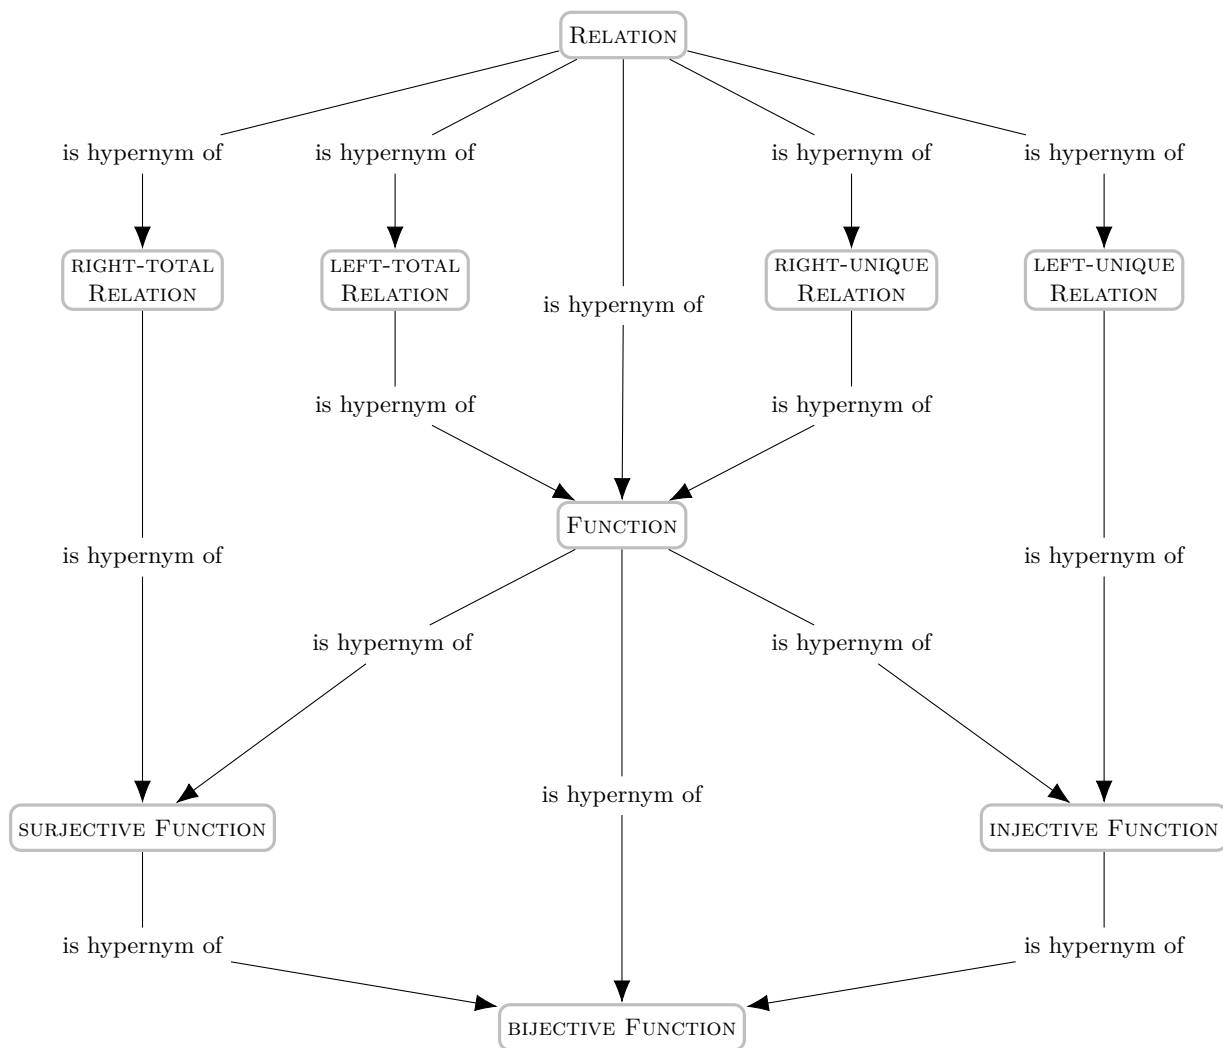 RELATION
is hypernym of
is hypernym of
is hypernym of
is hypernym of
RIGHT-TOTAL
RELATION
LEFT-TOTAL
RELATION
RIGHT-UNIQUE
RELATION
LEFT-UNIQUE
RELATION
is hypernym of
is hypernym of
is hypernym of
FUNCTION
is hypernym of
is hypernym of
is hypernym of
is hypernym of
is hypernym of
SURJECTIVE FUNCTION
INJECTIVE FUNCTION
is hypernym of
is hypernym of
BIJECTIVE FUNCTION